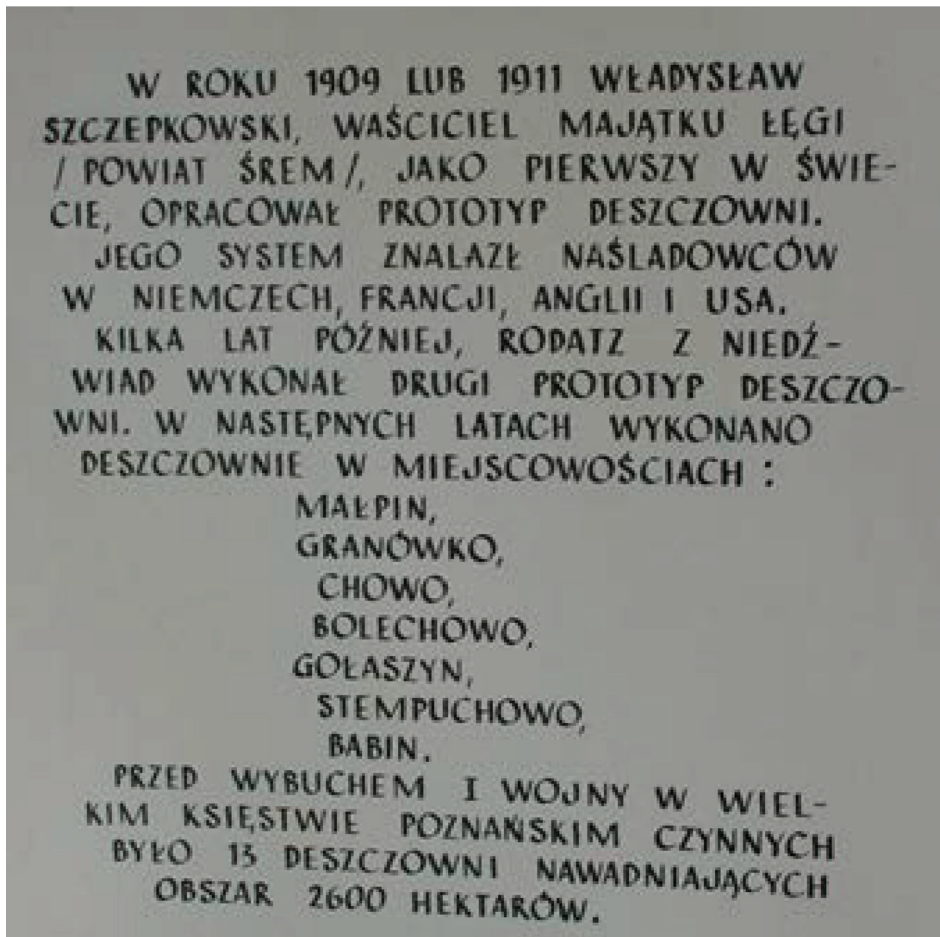 W ROKU 1909 LUB 1911 WŁADYSŁAW
SZCZEPKOWSKI, WAŚCICIEL MAJĄTKU ŁĘGI
/ POWIAT ŚREM /, JAKO PIERWSZY W ŚWIE-
CIE, OPRACOWAŁ PROTOTYP DESZCZOWNI.
JEGO SYSTEM ZNALAZŁ NAŚLADOWCÓW
W NIEMCZECH, FRANCJI, ANGLII I USA.
KILKA LAT PÓŹNIEJ, RODATZ Z NIEDŹ-
WIAD WYKONAŁ DRUGI PROTOTYP DESZCZO-
WNI. W NASTĘPNYCH LATACH WYKONANO
DESZCZOWNIE W MIEJSCOWOŚCIACH :
MAŁPIN,
GRANÓWKO,
CHOWO,
BOLECHOWO,
GOŁASZYN,
STEMPUCHOWO,
BABIN.
PRZED WYBUCHEM I WOJNY W WIEL-
KIM KSIĘSTWIE POZNAŃSKIM CZYNNYCH
BYŁO 13 DESZCZOWNI NAWADNIAJĄCYCH
OBSZAR 2600 HEKTARÓW.